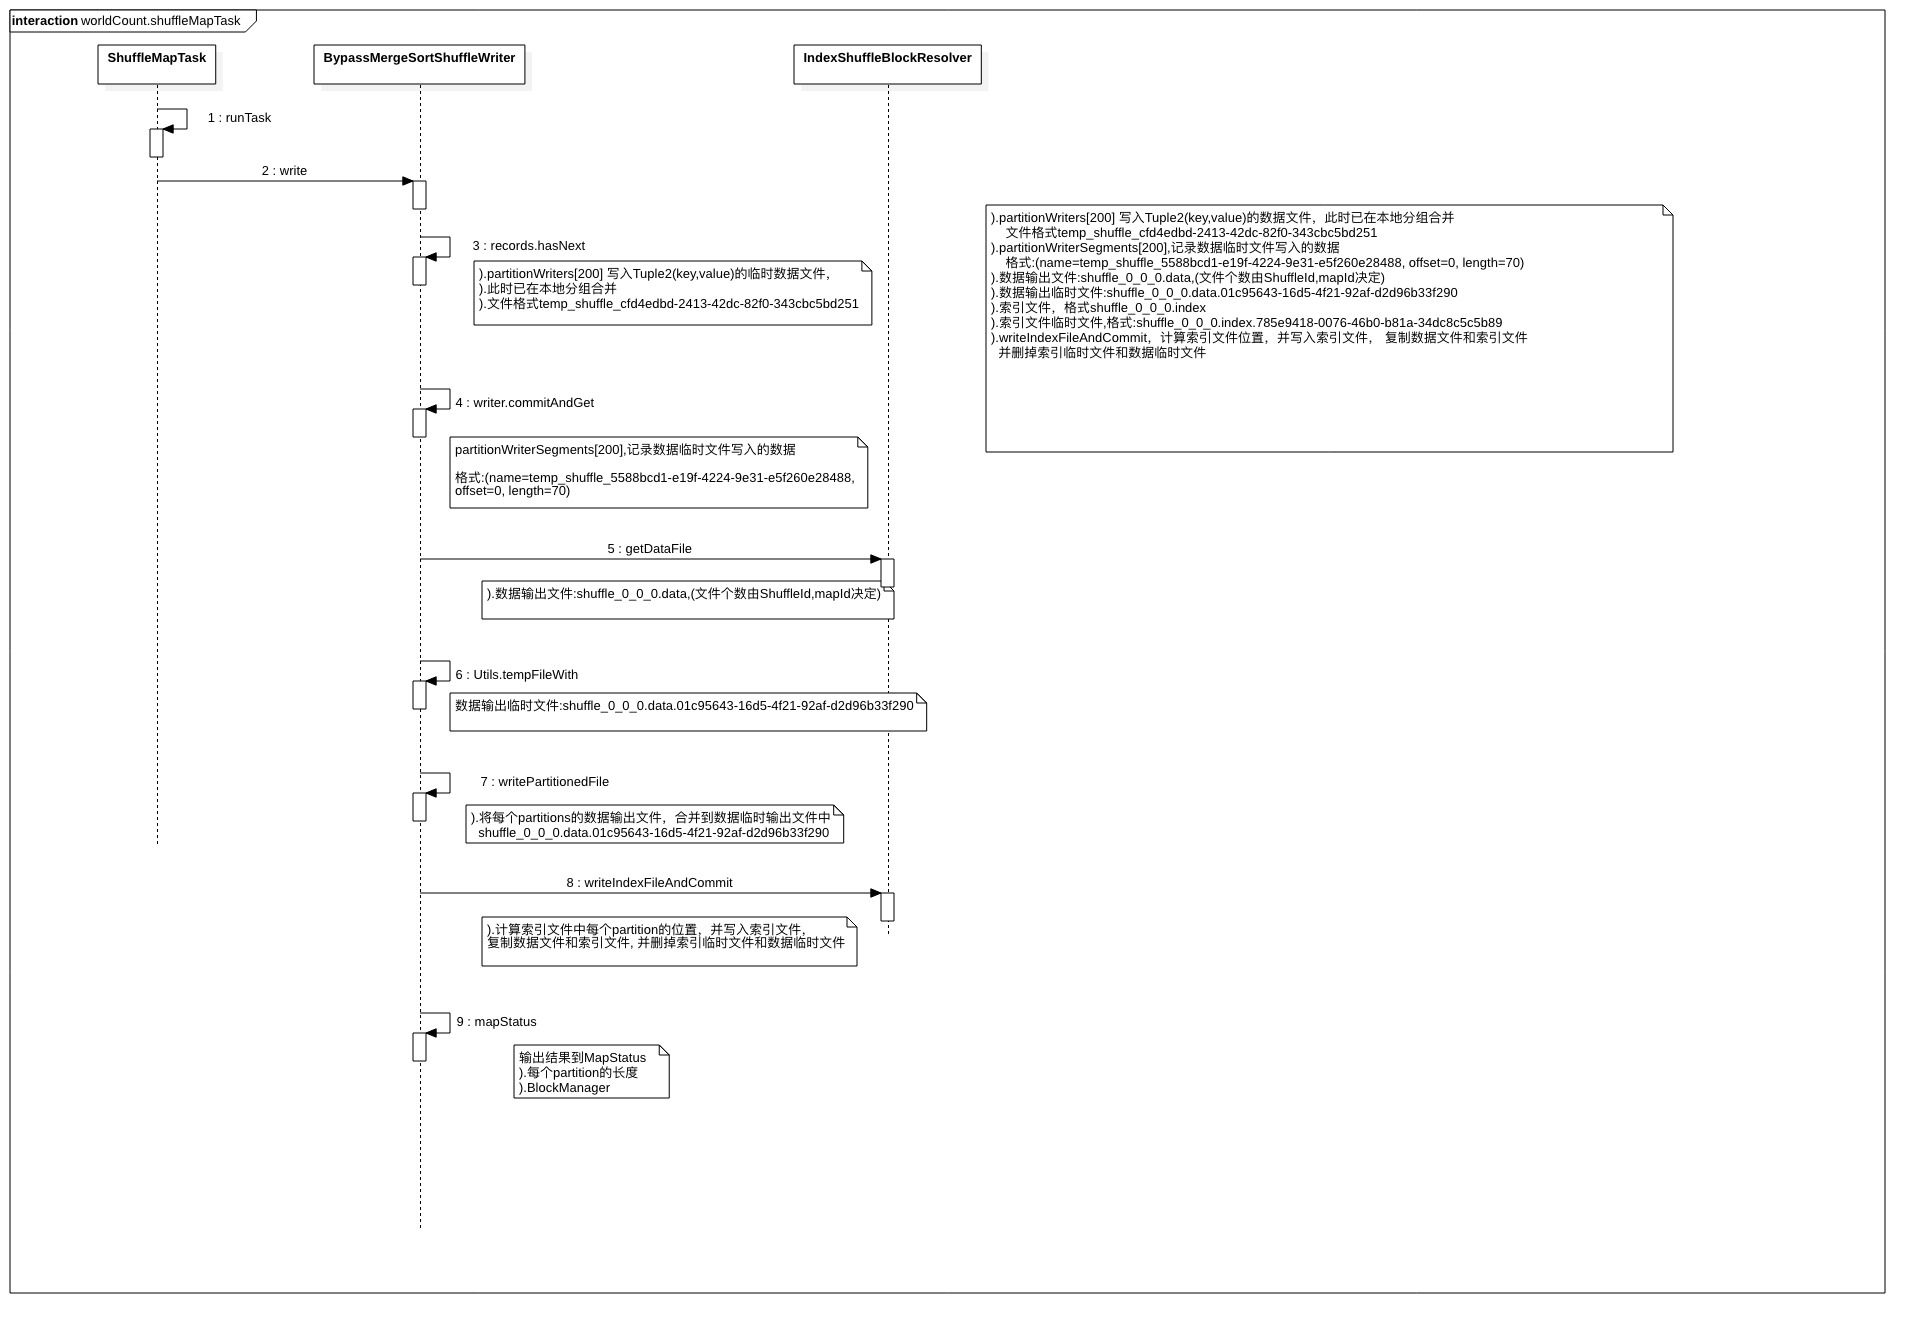 interaction worldCount.shuffleMapTask
ShuffleMapTask
BypassMergeSortShuffleWriter
IndexShuffleBlockResolver
1 : runTask
2 : write
).partitionWriters[200] 写入Tuple2(key,value)的数据文件，此时已在本地分组合并
文件格式temp_shuffle_cfd4edbd-2413-42dc-82f0-343cbc5bd251
).partitionWriterSegments[200],记录数据临时文件写入的数据
格式:(name=temp_shuffle_5588bcd1-e19f-4224-9e31-e5f260e28488, offset=0, length=70)
).数据输出文件:shuffle_0_0_0.data,(文件个数由ShuffleId,mapId决定)
).数据输出临时文件:shuffle_0_0_0.data.01c95643-16d5-4f21-92af-d2d96b33f290
).索引文件，格式shuffle_0_0_0.index
).索引文件临时文件,格式:shuffle_0_0_0.index.785e9418-0076-46b0-b81a-34dc8c5c5b89
).writeIndexFileAndCommit，计算索引文件位置，并写入索引文件， 复制数据文件和索引文件
并删掉索引临时文件和数据临时文件
3 : records.hasNext
).partitionWriters[200] 写入Tuple2(key,value)的临时数据文件，
).此时已在本地分组合并
).文件格式temp_shuffle_cfd4edbd-2413-42dc-82f0-343cbc5bd251
4 : writer.commitAndGet
partitionWriterSegments[200],记录数据临时文件写入的数据
格式:(name=temp_shuffle_5588bcd1-e19f-4224-9e31-e5f260e28488,
offset=0, length=70)
5 : getDataFile
).数据输出文件:shuffle_0_0_0.data,(文件个数由ShuffleId,mapId决定)
6 : Utils.tempFileWith
数据输出临时文件:shuffle_0_0_0.data.01c95643-16d5-4f21-92af-d2d96b33f290
7 : writePartitionedFile
).将每个partitions的数据输出文件，合并到数据临时输出文件中
shuffle_0_0_0.data.01c95643-16d5-4f21-92af-d2d96b33f290
8 : writeIndexFileAndCommit
).计算索引文件中每个partition的位置，并写入索引文件，
复制数据文件和索引文件, 并删掉索引临时文件和数据临时文件
9 : mapStatus
输出结果到MapStatus
).每个partition的长度
).BlockManager